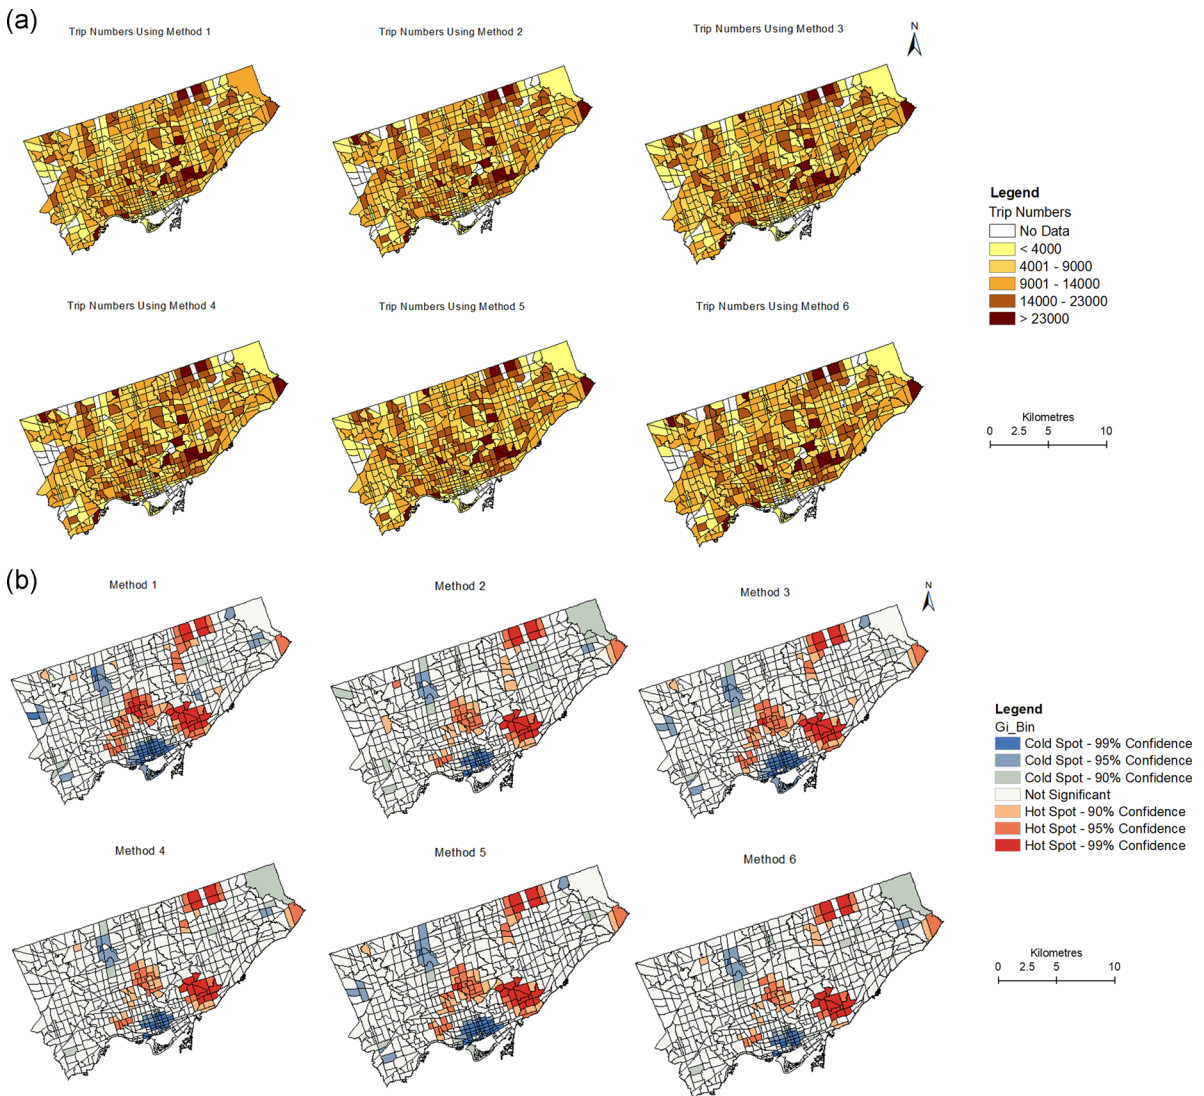 (a)
Trip Numbers Using Method 1
Trip Numbers Using Method 2
Trip Numbers Using Method 3
N
Legend
Trip Numbers
No Data
< 4000
4001 - 9000
9001 - 14000
14000 - 23000
> 23000
Trip Numbers Using Method 4
Trip Numbers Using Method 5
Trip Numbers Using Method 6
Kilometres
0 2.5 5 10
(b)
Method 1
Method 2
Method 3
N
Legend
Gi_Bin
Cold Spot - 99% Confidence
Cold Spot - 95% Confidence
Cold Spot - 90% Confidence
Not Significant
Hot Spot - 90% Confidence
Hot Spot - 95% Confidence
Hot Spot - 99% Confidence
Method 4
Method 5
Method 6
Kilometres
0 2.5 5 10